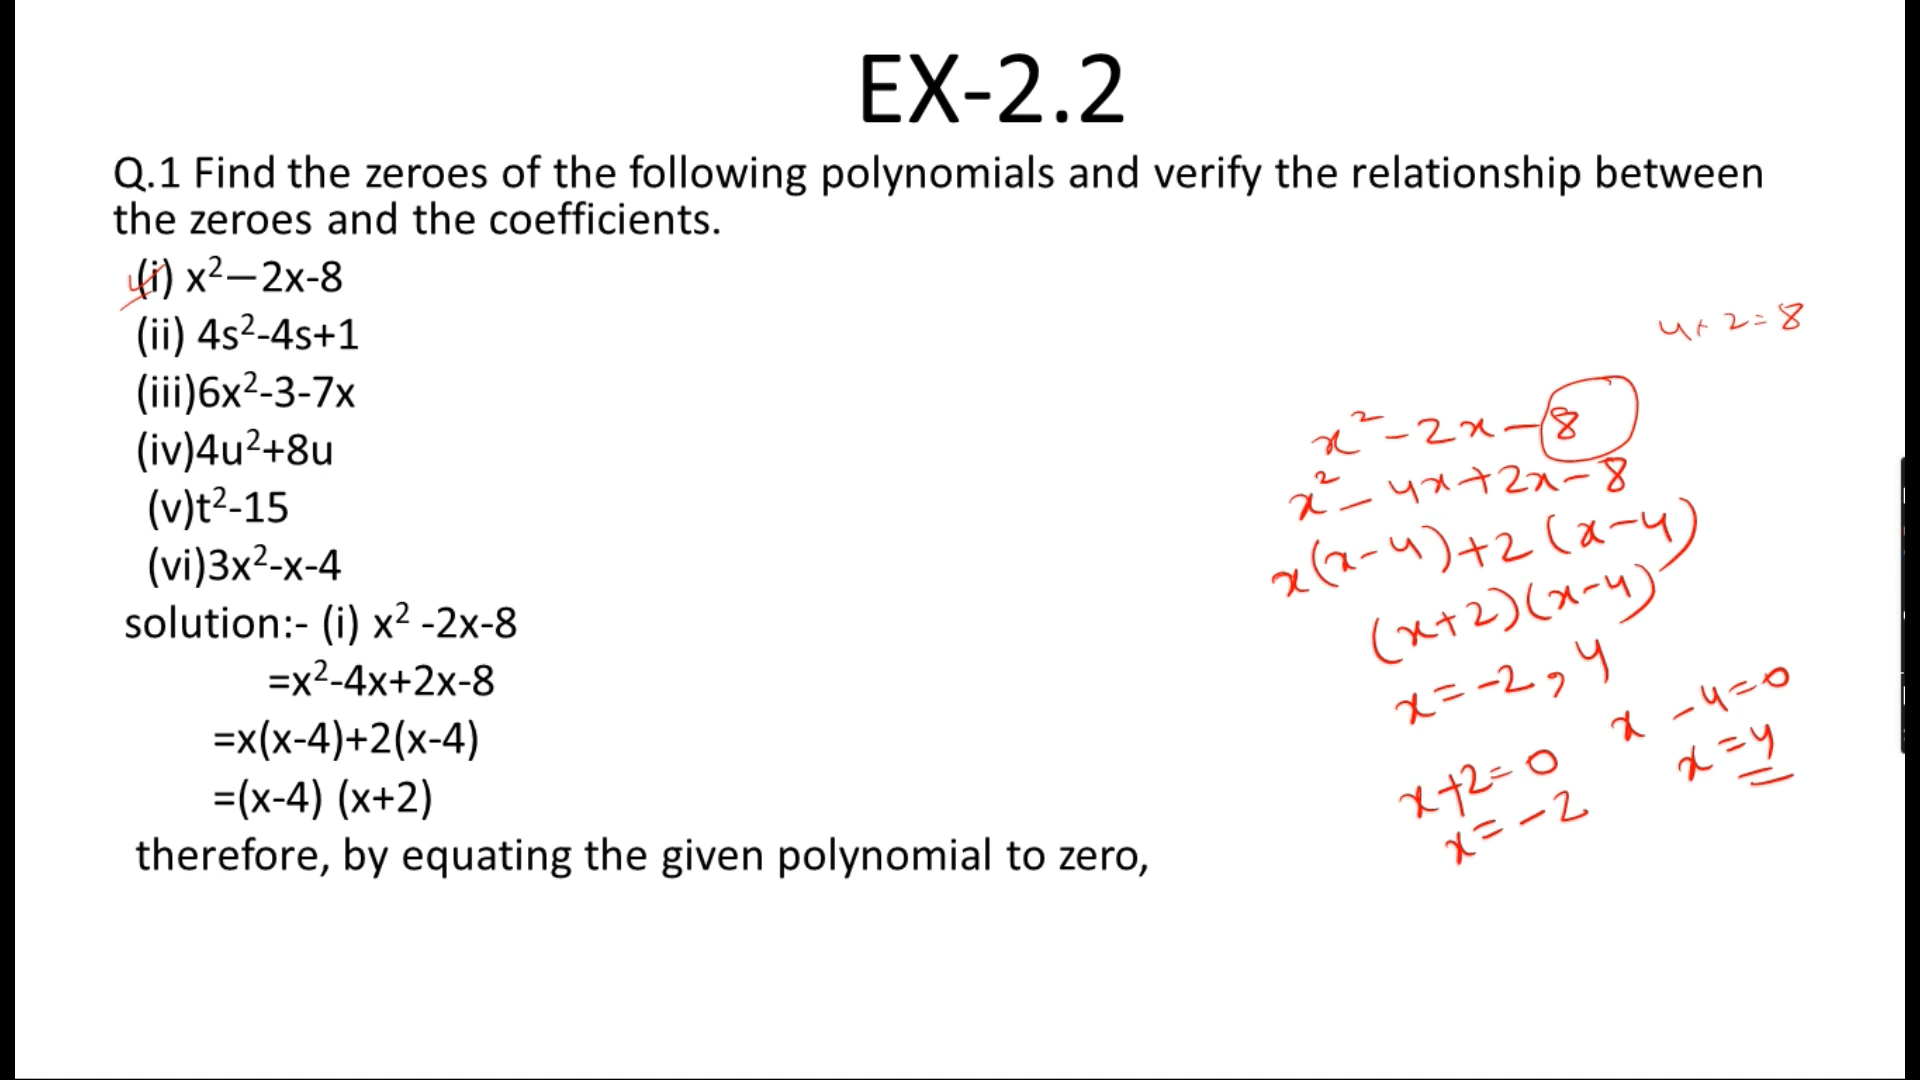 EX-2.2
Q.1 Find the zeroes of the following polynomials and verify the relationship between
the zeroes and the coefficients.
(i) x²—2x-8
(ii) 4s²-4s+1
(iii)6x²-3-7x
(iv)4u²+8u
(v)t²-15
(vi)3x²-x-4
solution:- (i) x² -2x-8
=x²-4x+2x-8
=x(x-4)+2(x-4)
=(x-4) (x+2)
therefore, by equating the given polynomial to zero,
2=8
x²-2x-8
x²-4x+2x-8
x(x-4)+2(x-4)
(x+2)(x-4)
x=-2,4
x-4=0
x=4
x+2=0
x=-2